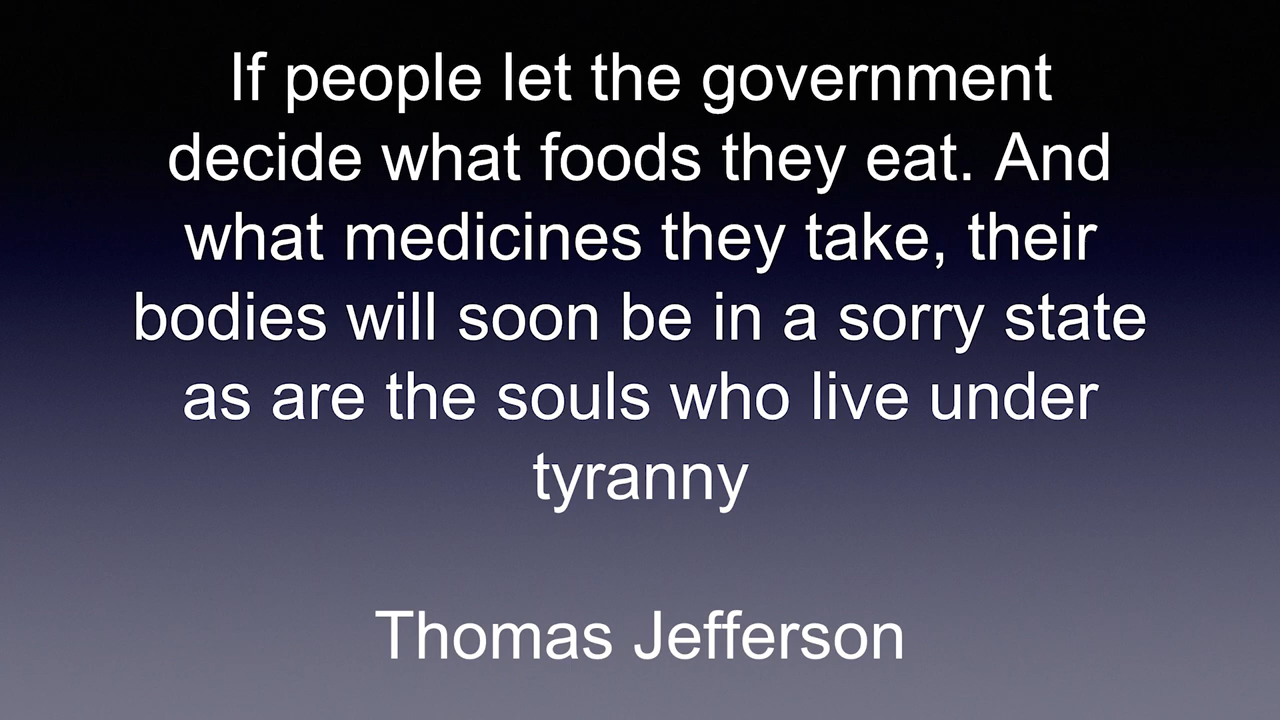 If people let the government
decide what foods they eat. And
what medicines they take, their
bodies will soon be in a sorry state
as are the souls who live under
tyranny
Thomas Jefferson